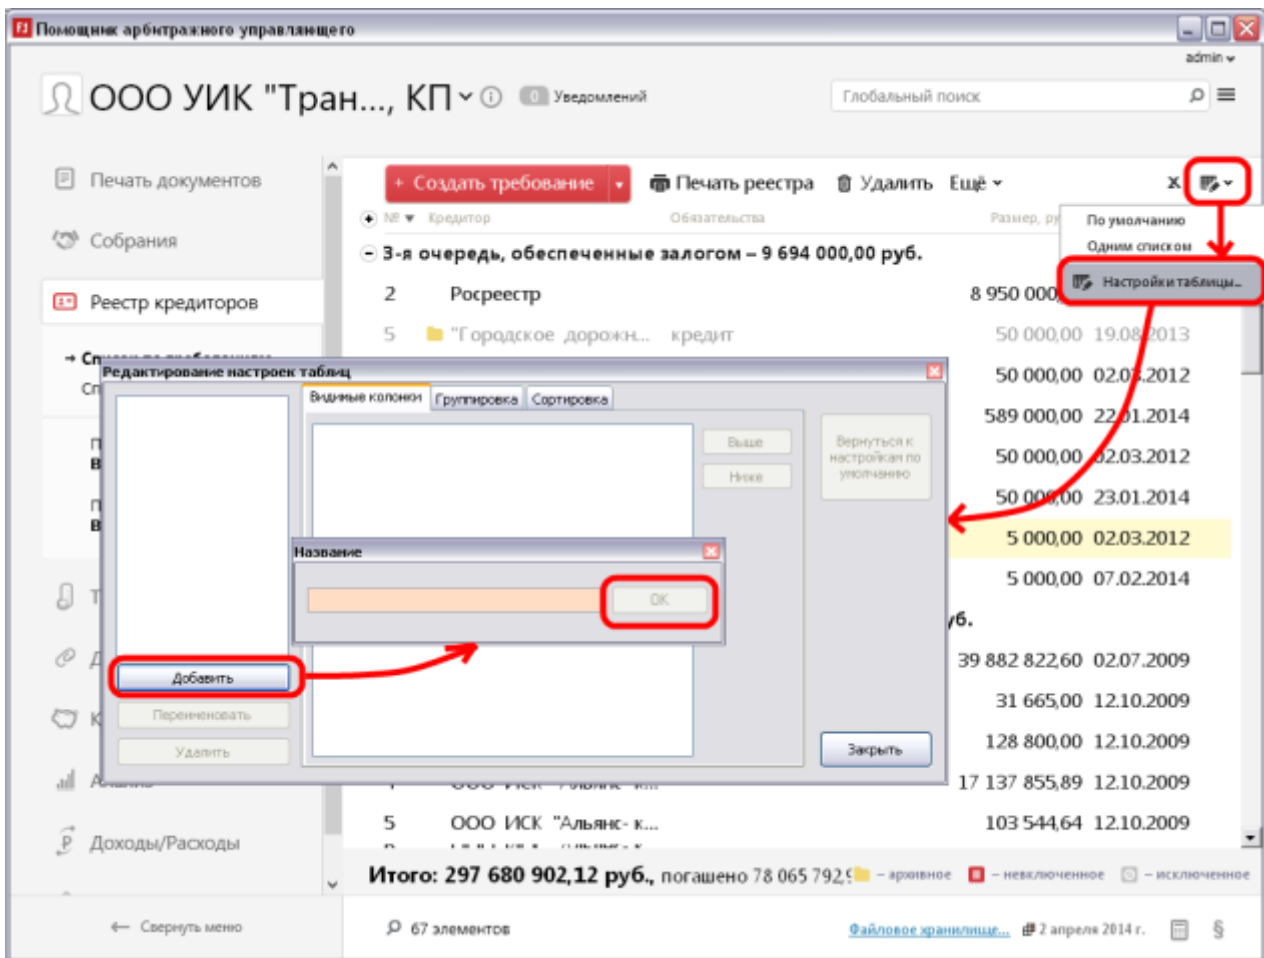 Помощник арбитражного управляющего
admin
ООО УИК "Тран..., КП
0 Уведомлений
Глобальный поиск
Печать документов
Собрания
Реестр кредиторов
+ Создать требование
Печать реестра
Удалить
Ещё
X
№ Кредитор Обязательства Размер,
По умолчанию
Одним списком
Настройки таблицы...
3-я очередь, обеспеченные залогом – 9 694 000,00 руб.
2 Росреестр 8 950 000,
5 "Городское дорожн... кредит 50 000,00 19.08.2013
50 000,00 02.03.2012
589 000,00 22.01.2014
50 000,00 02.03.2012
50 000,00 23.01.2014
5 000,00 02.03.2012
5 000,00 07.02.2014
уб.
39 882 822,60 02.07.2009
31 665,00 12.10.2009
128 800,00 12.10.2009
17 137 855,89 12.10.2009
5 ООО ИСК "Альянс- к... 103 544,64 12.10.2009
Редактирование настроек таблиц
Видимые колонки
Группировка
Сортировка
Выше
Ниже
Вернуться к
настройкам по
умолчанию
Название
OK
Добавить
Переименовать
Удалить
Закрыть
Доходы/Расходы
Итого: 297 680 902,12 руб., погашено 78 065 792,9
– архивное
– невключенное
– исключенное
← Свернуть меню
67 элементов
Файловое хранилище...
2 апреля 2014 г.
§